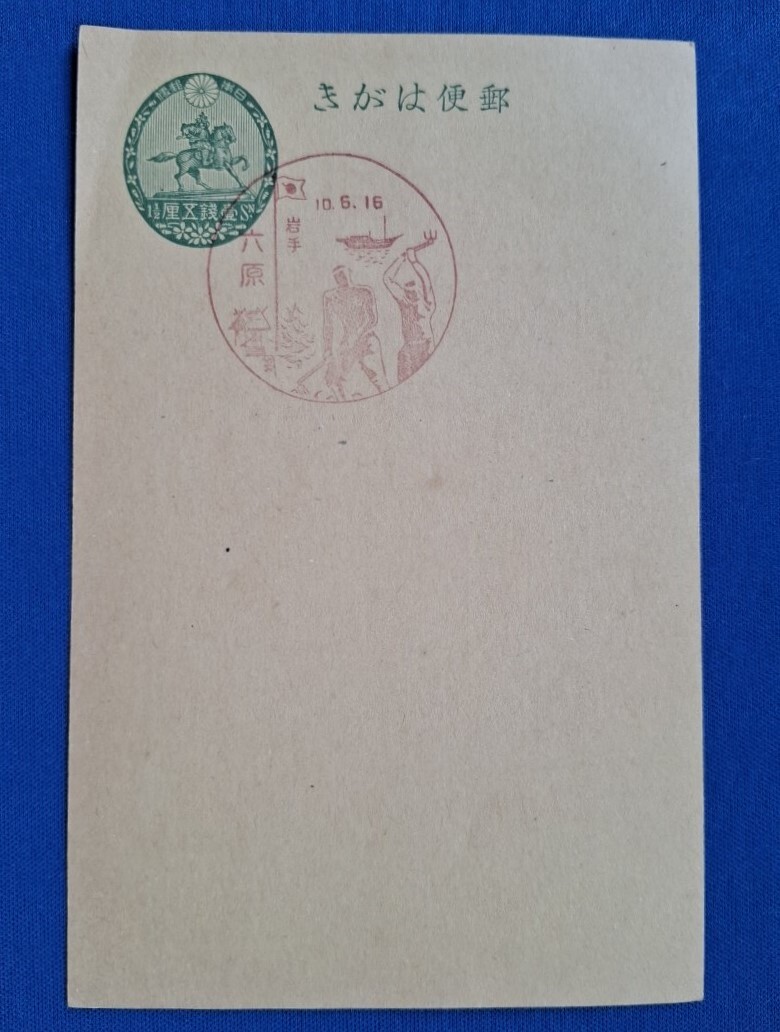 郵便はがき
壹錢五厘
10.6.16
岩手
六原